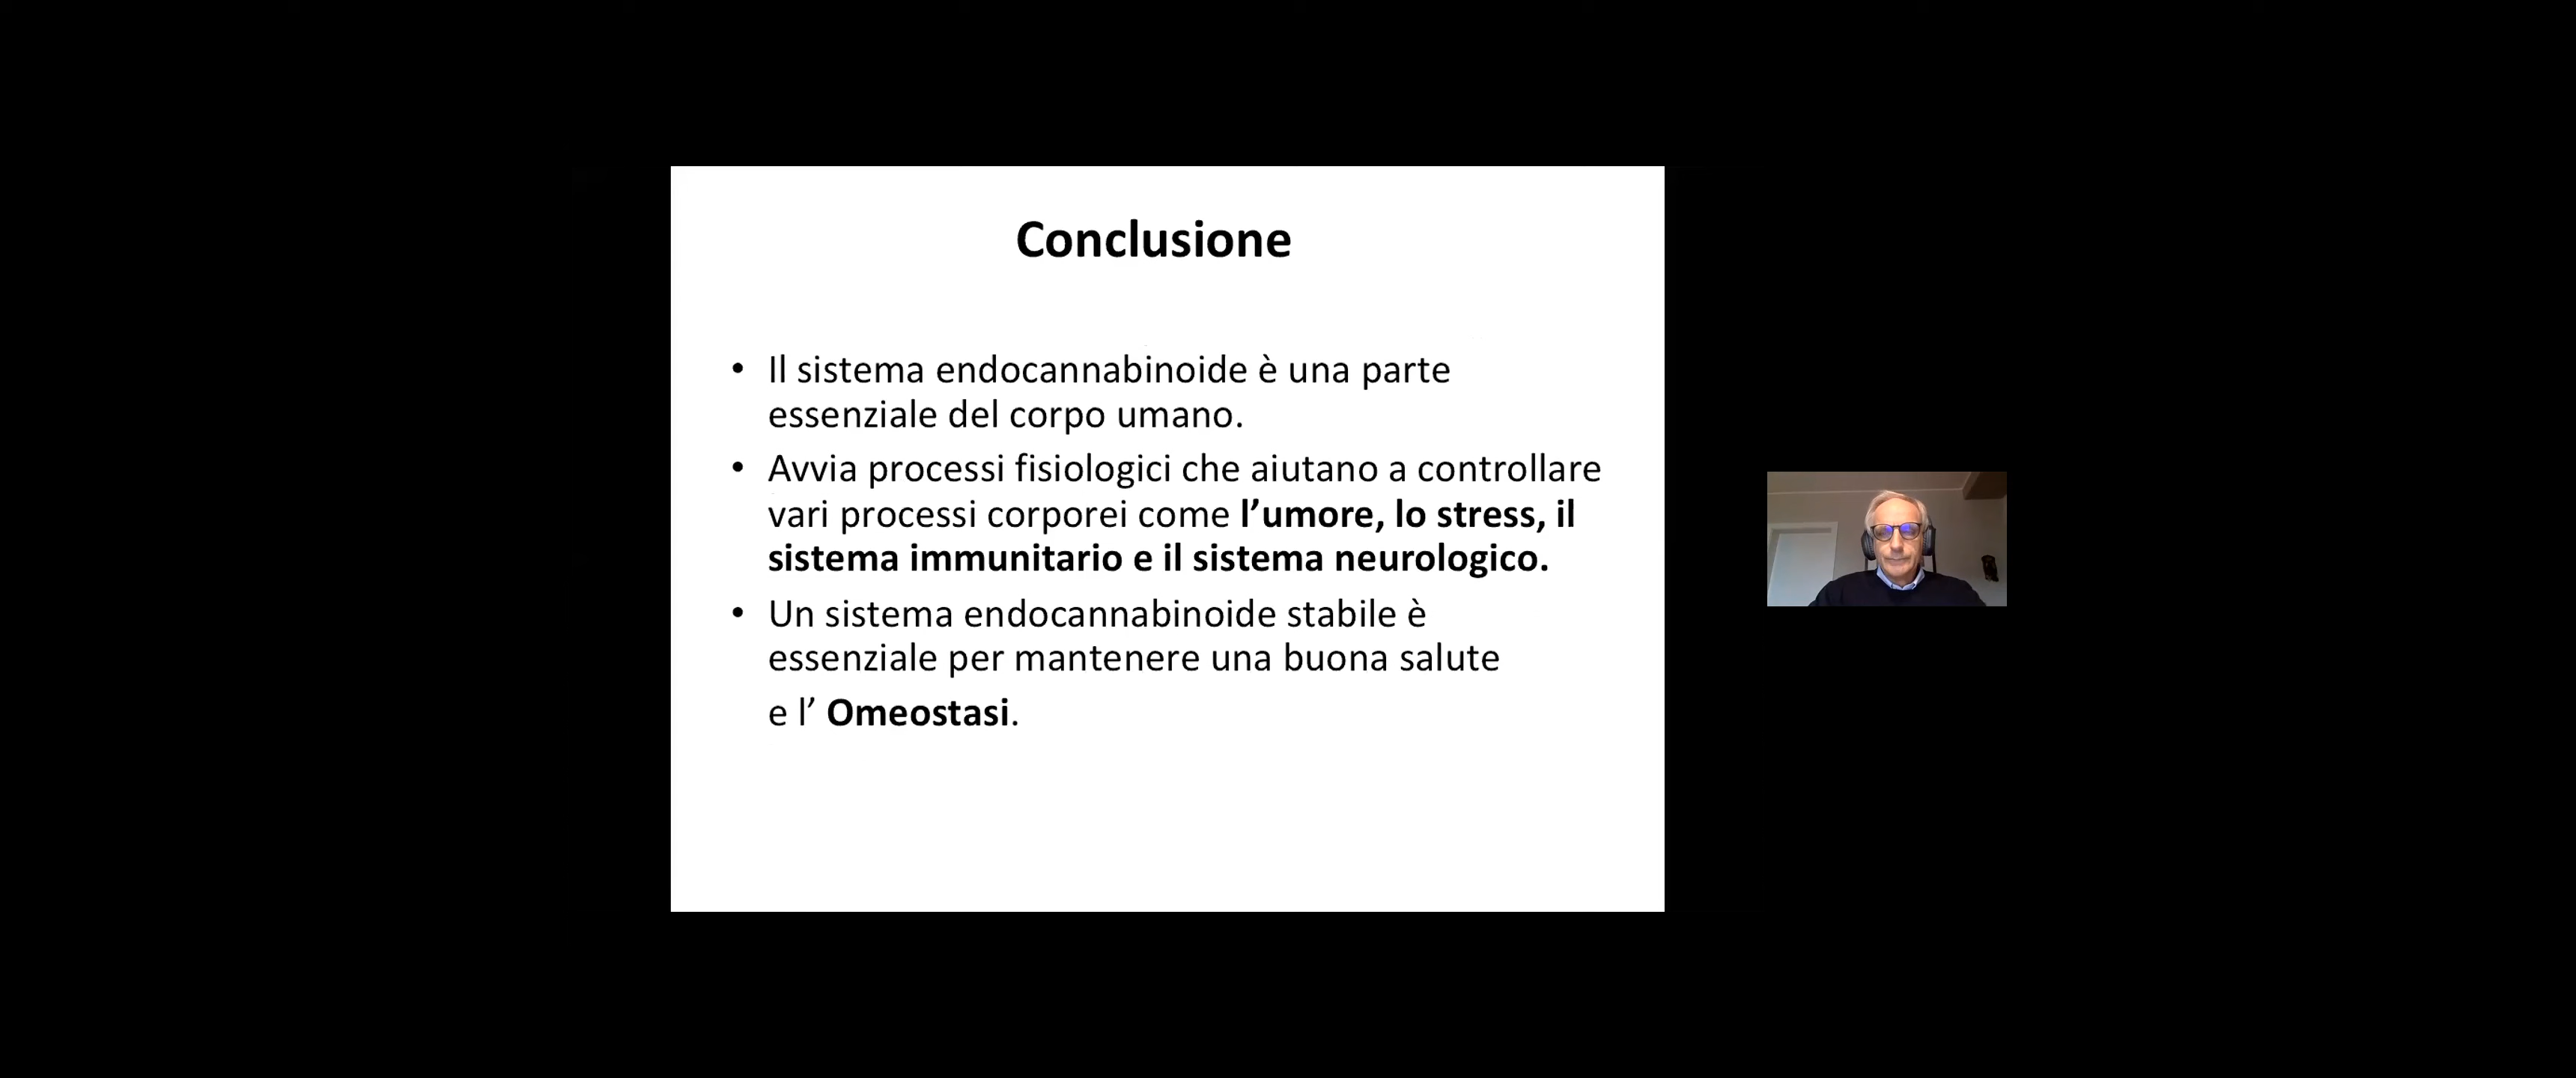 Conclusione
• Il sistema endocannabinoide è una parte
essenziale del corpo umano.
• Avvia processi fisiologici che aiutano a controllare
vari processi corporei come l’umore, lo stress, il
sistema immunitario e il sistema neurologico.
• Un sistema endocannabinoide stabile è
essenziale per mantenere una buona salute
e l’ Omeostasi.